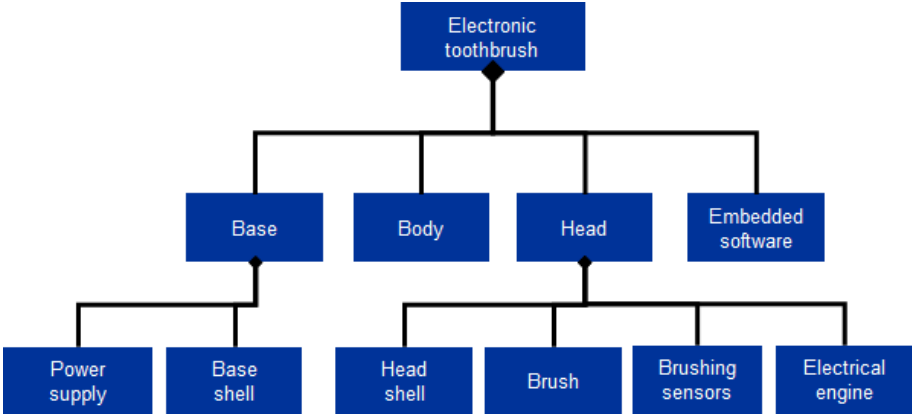 Electronic
toothbrush
Base
Body
Head
Embedded
software
Power
supply
Base
shell
Head
shell
Brush
Brushing
sensors
Electrical
engine